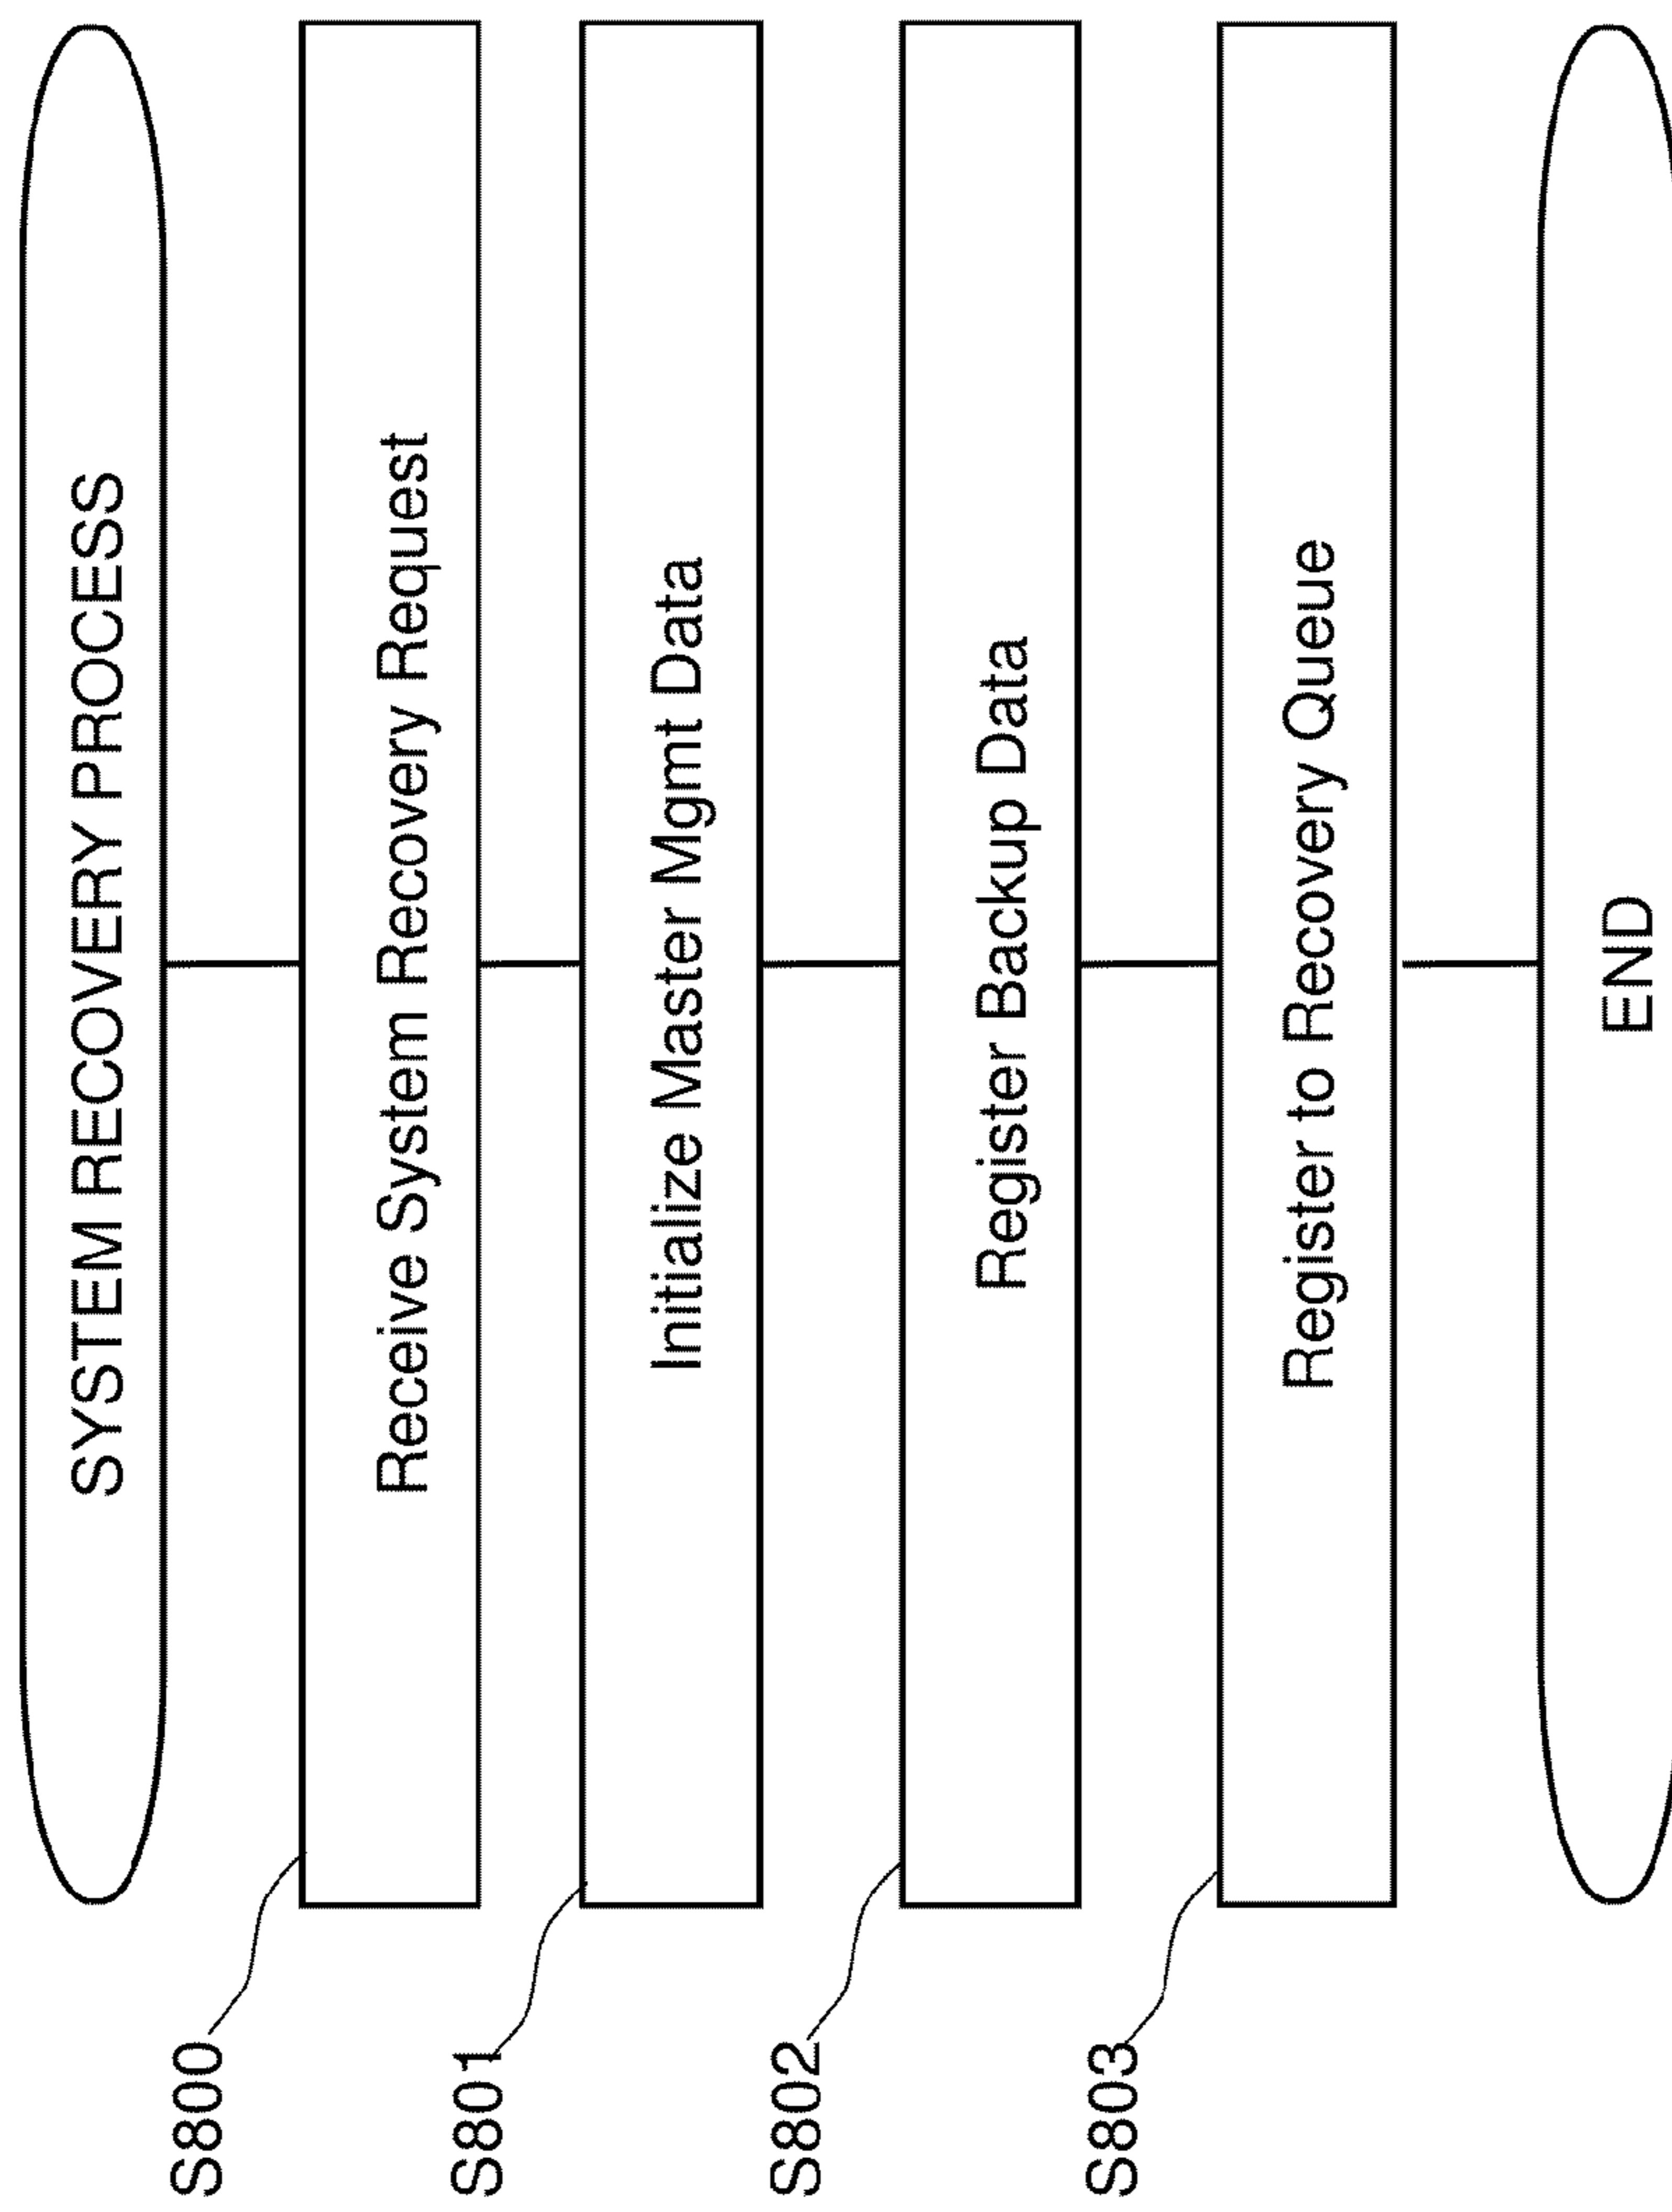 SYSTEM RECOVERY PROCESS
S800
Receive System Recovery Request
S801
Initialize Master Mgmt Data
S802
Register Backup Data
S803
Register to Recovery Queue
END